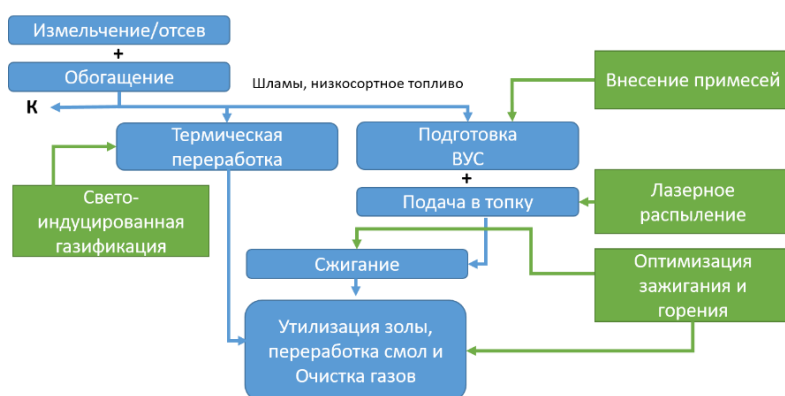 Измельчение/отсев
+
Обогащение
Шламы, низкосортное топливо
К
Внесение примесей
Термическая
переработка
Подготовка
ВУС
+
Подача в топку
Лазерное
распыление
Свето-
индуцированная
газификация
Сжигание
Оптимизация
зажигания и
горения
Утилизация золы,
переработка смол и
Очистка газов